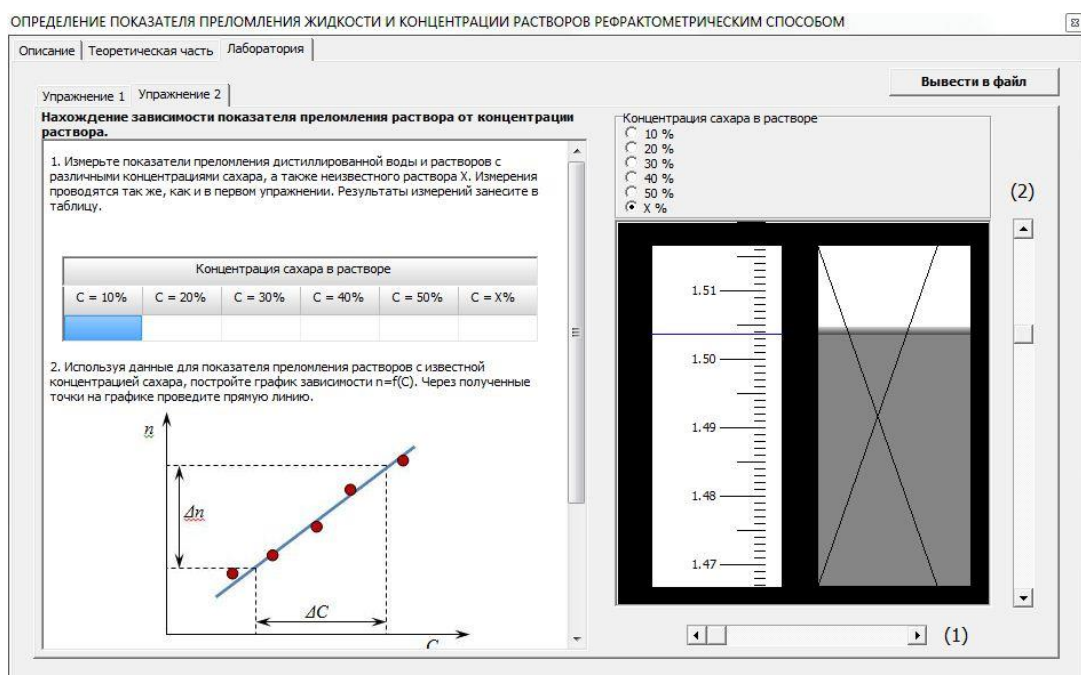 ОПРЕДЕЛЕНИЕ ПОКАЗАТЕЛЯ ПРЕЛОМЛЕНИЯ ЖИДКОСТИ И КОНЦЕНТРАЦИИ РАСТВОРОВ РЕФРАКТОМЕТРИЧЕСКИМ СПОСОБОМ
Описание Теоретическая часть Лаборатория
Вывести в файл
Упражнение 1 Упражнение 2
Нахождение зависимости показателя преломления раствора от концентрации
раствора.
1. Измерьте показатели преломления дистиллированной воды и растворов с
различными концентрациями сахара, а также неизвестного раствора X. Измерения
проводятся так же, как и в первом упражнении. Результаты измерений занесите в
таблицу.
Концентрация сахара в растворе
C = 10% C = 20% C = 30% C = 40% C = 50% C = X%
2. Используя данные для показателя преломления растворов с известной
концентрацией сахара, постройте график зависимости n=f(C). Через полученные
точки на графике проведите прямую линию.
n
Δn
ΔC
C
Концентрация сахара в растворе
10 %
20 %
30 %
40 %
50 %
X %
(2)
1.51
1.50
1.49
1.48
1.47
(1)